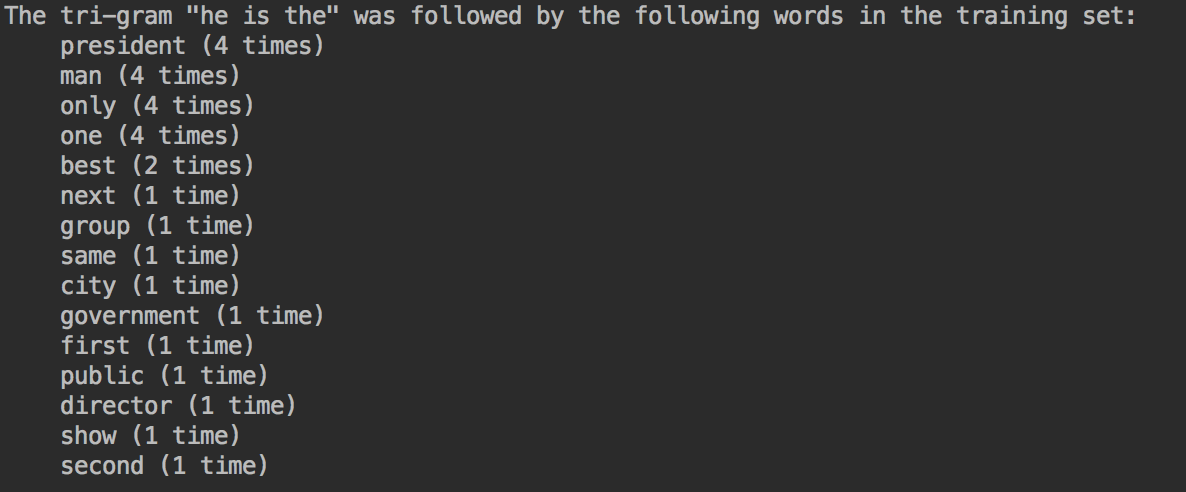 The tri-gram "he is the" was followed by the following words in the training set:
president (4 times)
man (4 times)
only (4 times)
one (4 times)
best (2 times)
next (1 time)
group (1 time)
same (1 time)
city (1 time)
government (1 time)
first (1 time)
public (1 time)
director (1 time)
show (1 time)
second (1 time)